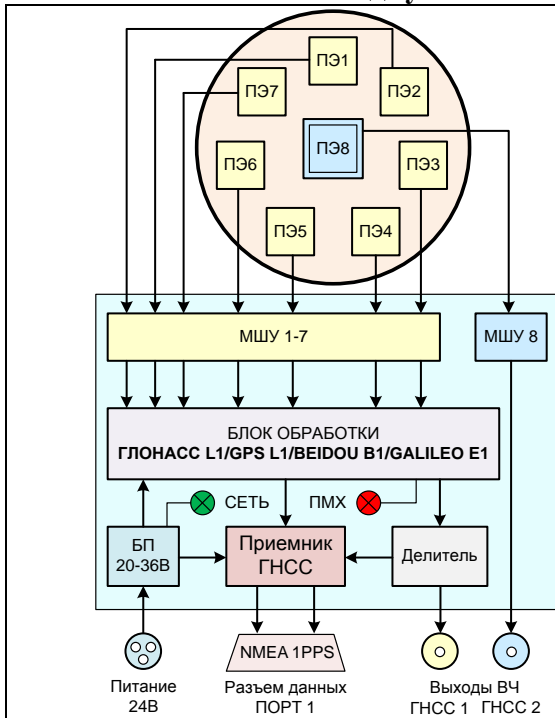 ПЭ1
ПЭ7
ПЭ2
ПЭ8
ПЭ6
ПЭ3
ПЭ5
ПЭ4
МШУ 1-7
МШУ 8
БЛОК ОБРАБОТКИ
ГЛОНАСС L1/GPS L1/BEIDOU B1/GALILEO E1
СЕТЬ
ПМХ
БП
20-36В
Приемник
ГНСС
Делитель
NMEA 1PPS
Питание
24В
Разъем данных
ПОРТ 1
Выходы ВЧ
ГНСС 1 ГНСС 2